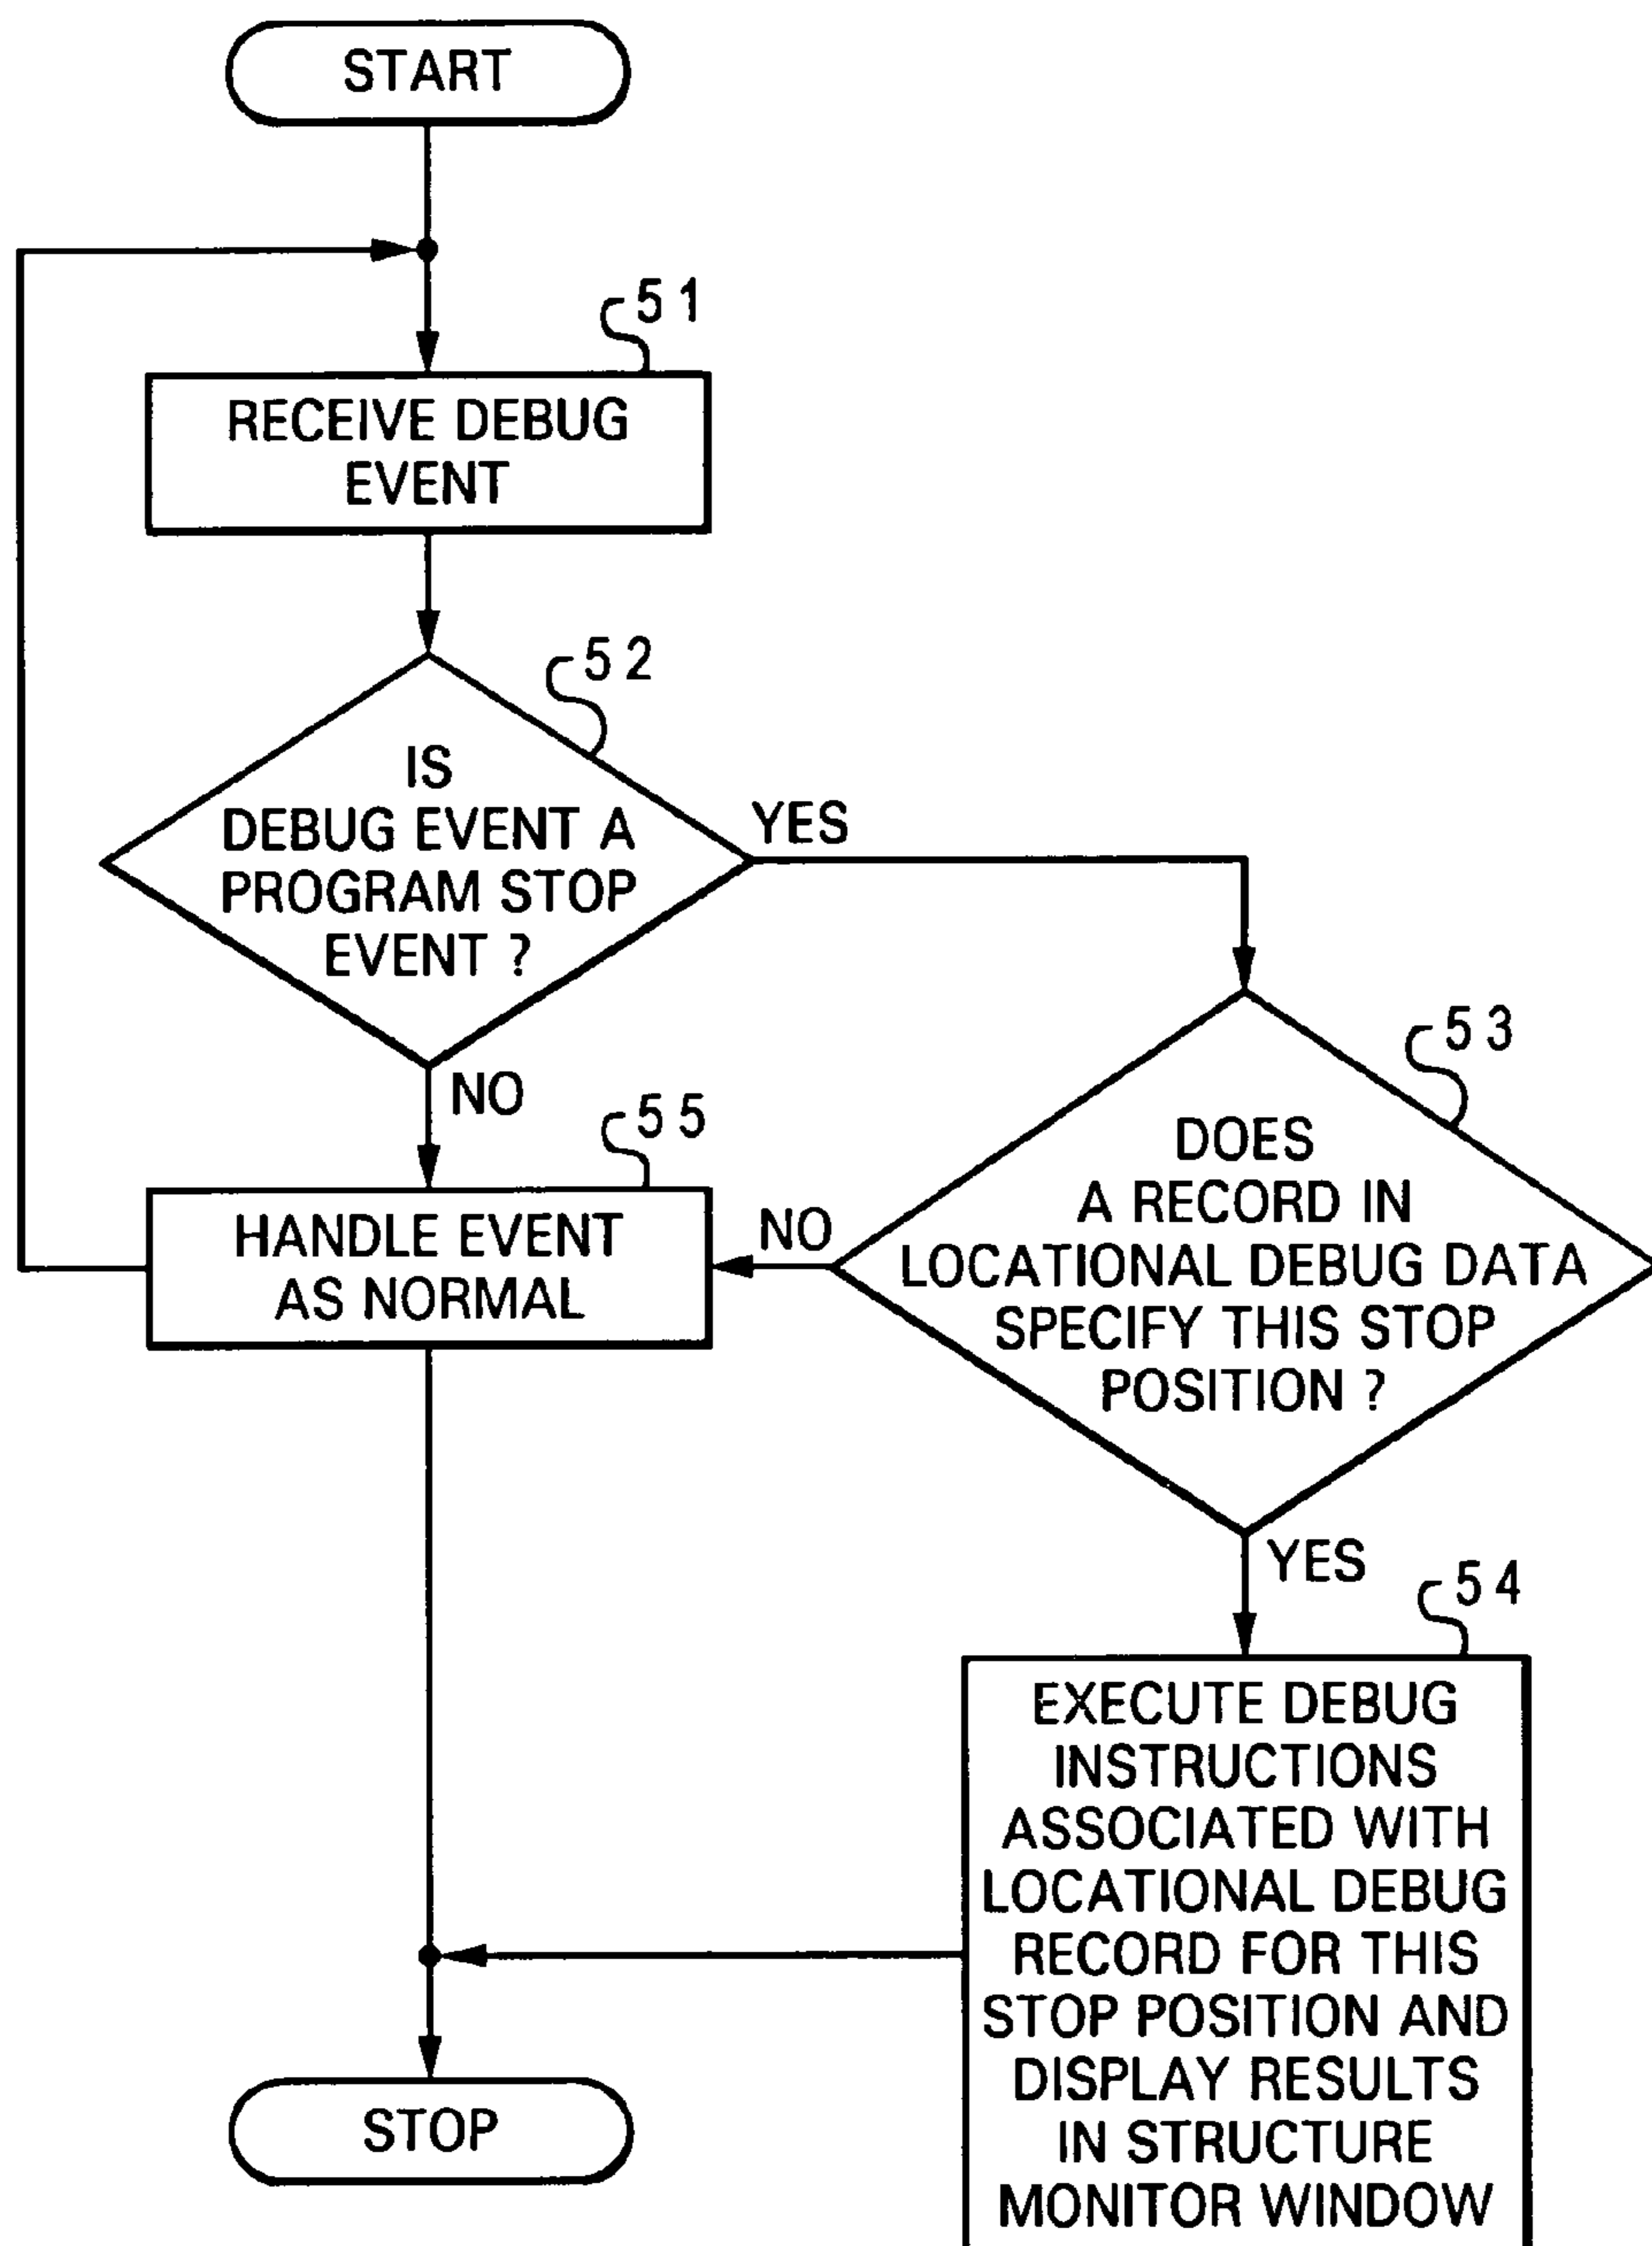 START
51
RECEIVE DEBUG
EVENT
52
IS
DEBUG EVENT A
PROGRAM STOP
EVENT ?
YES
NO
53
DOES
A RECORD IN
LOCATIONAL DEBUG DATA
SPECIFY THIS STOP
POSITION ?
NO
YES
55
HANDLE EVENT
AS NORMAL
54
EXECUTE DEBUG
INSTRUCTIONS
ASSOCIATED WITH
LOCATIONAL DEBUG
RECORD FOR THIS
STOP POSITION AND
DISPLAY RESULTS
IN STRUCTURE
MONITOR WINDOW
STOP